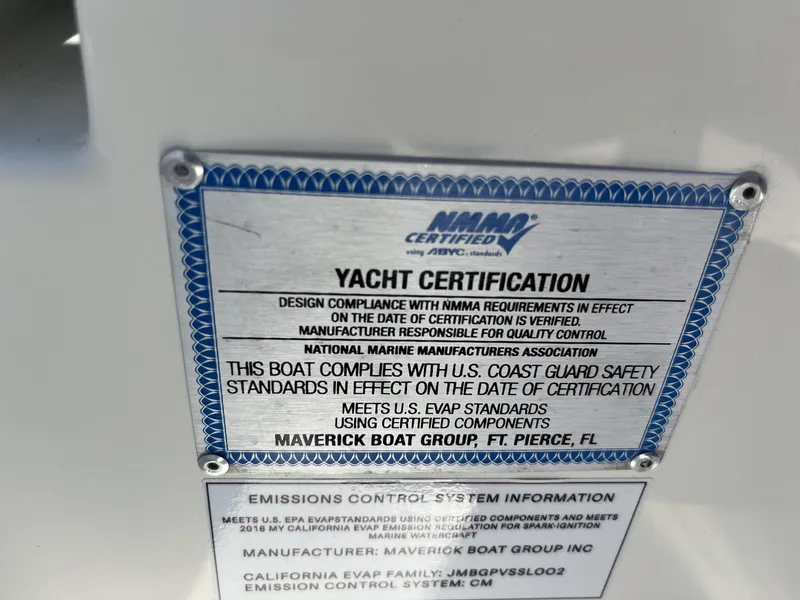 NMMA®
CERTIFIED
using ABYC standards
YACHT CERTIFICATION
DESIGN COMPLIANCE WITH NMMA REQUIREMENTS IN EFFECT
ON THE DATE OF CERTIFICATION IS VERIFIED.
MANUFACTURER RESPONSIBLE FOR QUALITY CONTROL
NATIONAL MARINE MANUFACTURERS ASSOCIATION
THIS BOAT COMPLIES WITH U.S. COAST GUARD SAFETY
STANDARDS IN EFFECT ON THE DATE OF CERTIFICATION
MEETS U.S. EVAP STANDARDS
USING CERTIFIED COMPONENTS
MAVERICK BOAT GROUP, FT. PIERCE, FL
EMISSIONS CONTROL SYSTEM INFORMATION
MEETS U.S. EPA EVAPSTANDARDS USING CERTIFIED COMPONENTS AND MEETS
2018 MY CALIFORNIA EVAP EMISSION REGULATION FOR SPARK-IGNITION
MARINE WATERCRAFT
MANUFACTURER: MAVERICK BOAT GROUP INC
CALIFORNIA EVAP FAMILY: JMBGPVSSL002
EMISSION CONTROL SYSTEM: CM